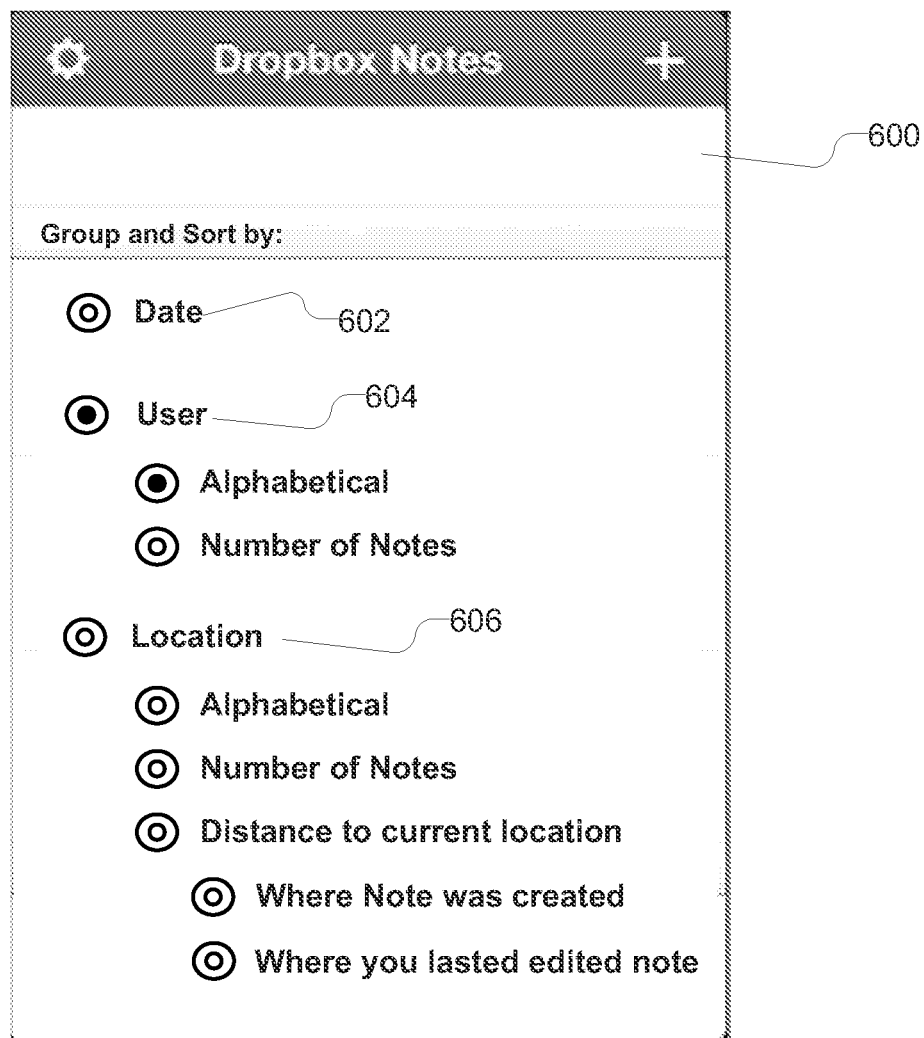 Dropbox Notes
600
Group and Sort by:
Date
602
User
604
Alphabetical
Number of Notes
Location
606
Alphabetical
Number of Notes
Distance to current location
Where Note was created
Where you lasted edited note